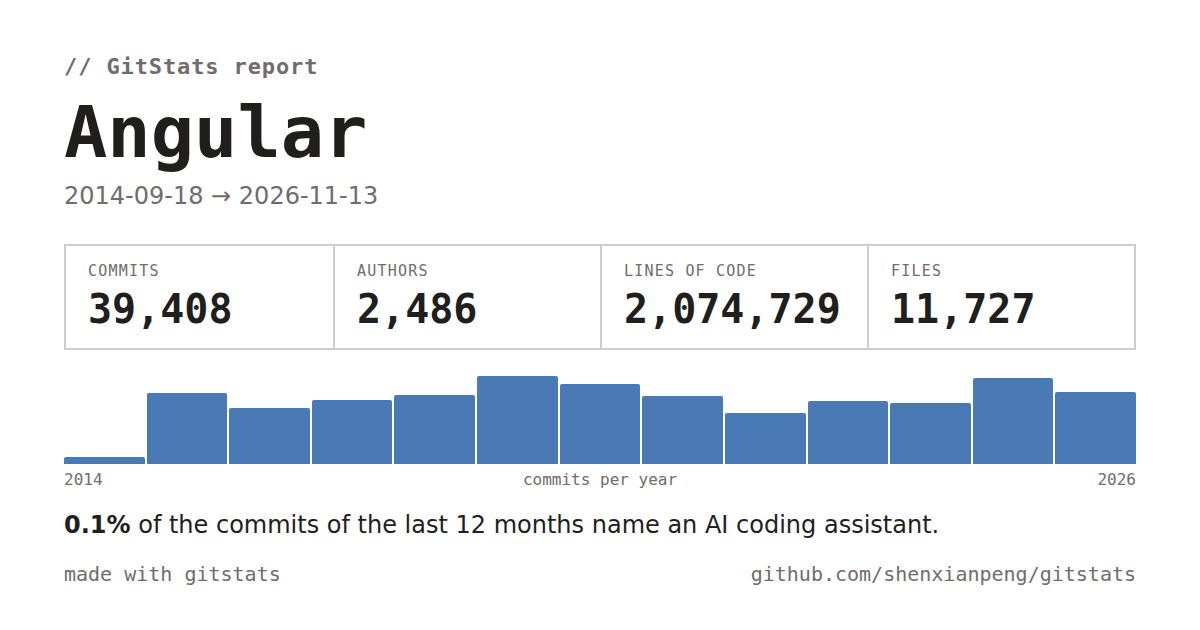 // GitStats report
Angular
2014-09-18 → 2026-11-13
COMMITS
39,408
AUTHORS
2,486
LINES OF CODE
2,074,729
FILES
11,727
2014
commits per year
2026
0.1% of the commits of the last 12 months name an AI coding assistant.
made with gitstats
github.com/shenxianpeng/gitstats